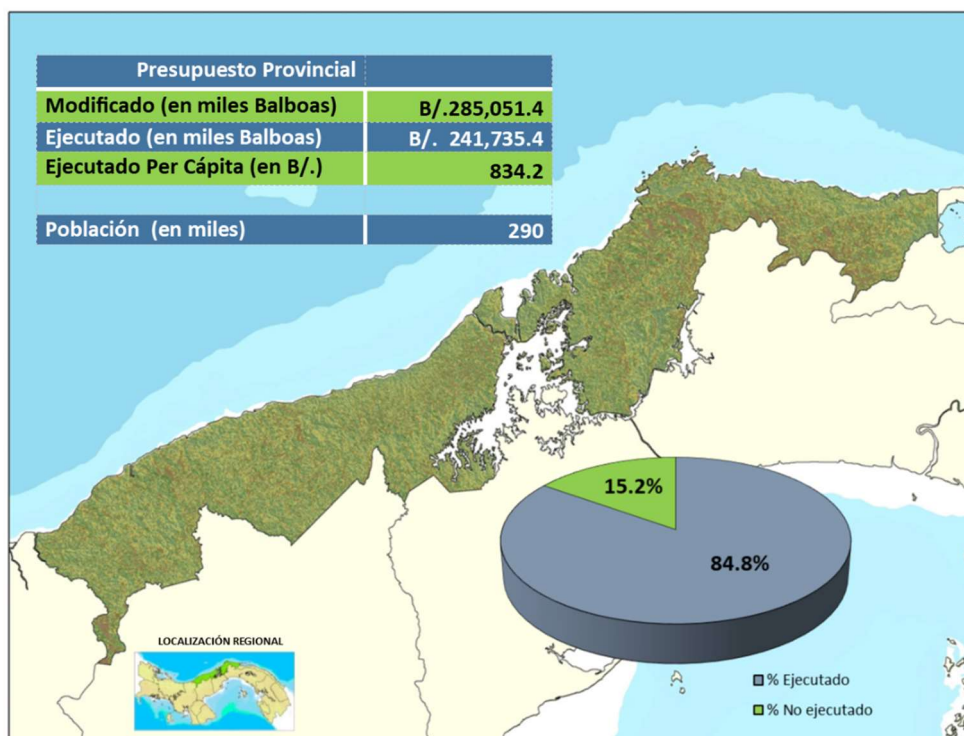 Presupuesto Provincial
Modificado (en miles Balboas) B/.285,051.4
Ejecutado (en miles Balboas) B/. 241,735.4
Ejecutado Per Cápita (en B/.) 834.2
Población (en miles) 290
15.2%
84.8%
LOCALIZACIÓN REGIONAL
% Ejecutado
% No ejecutado